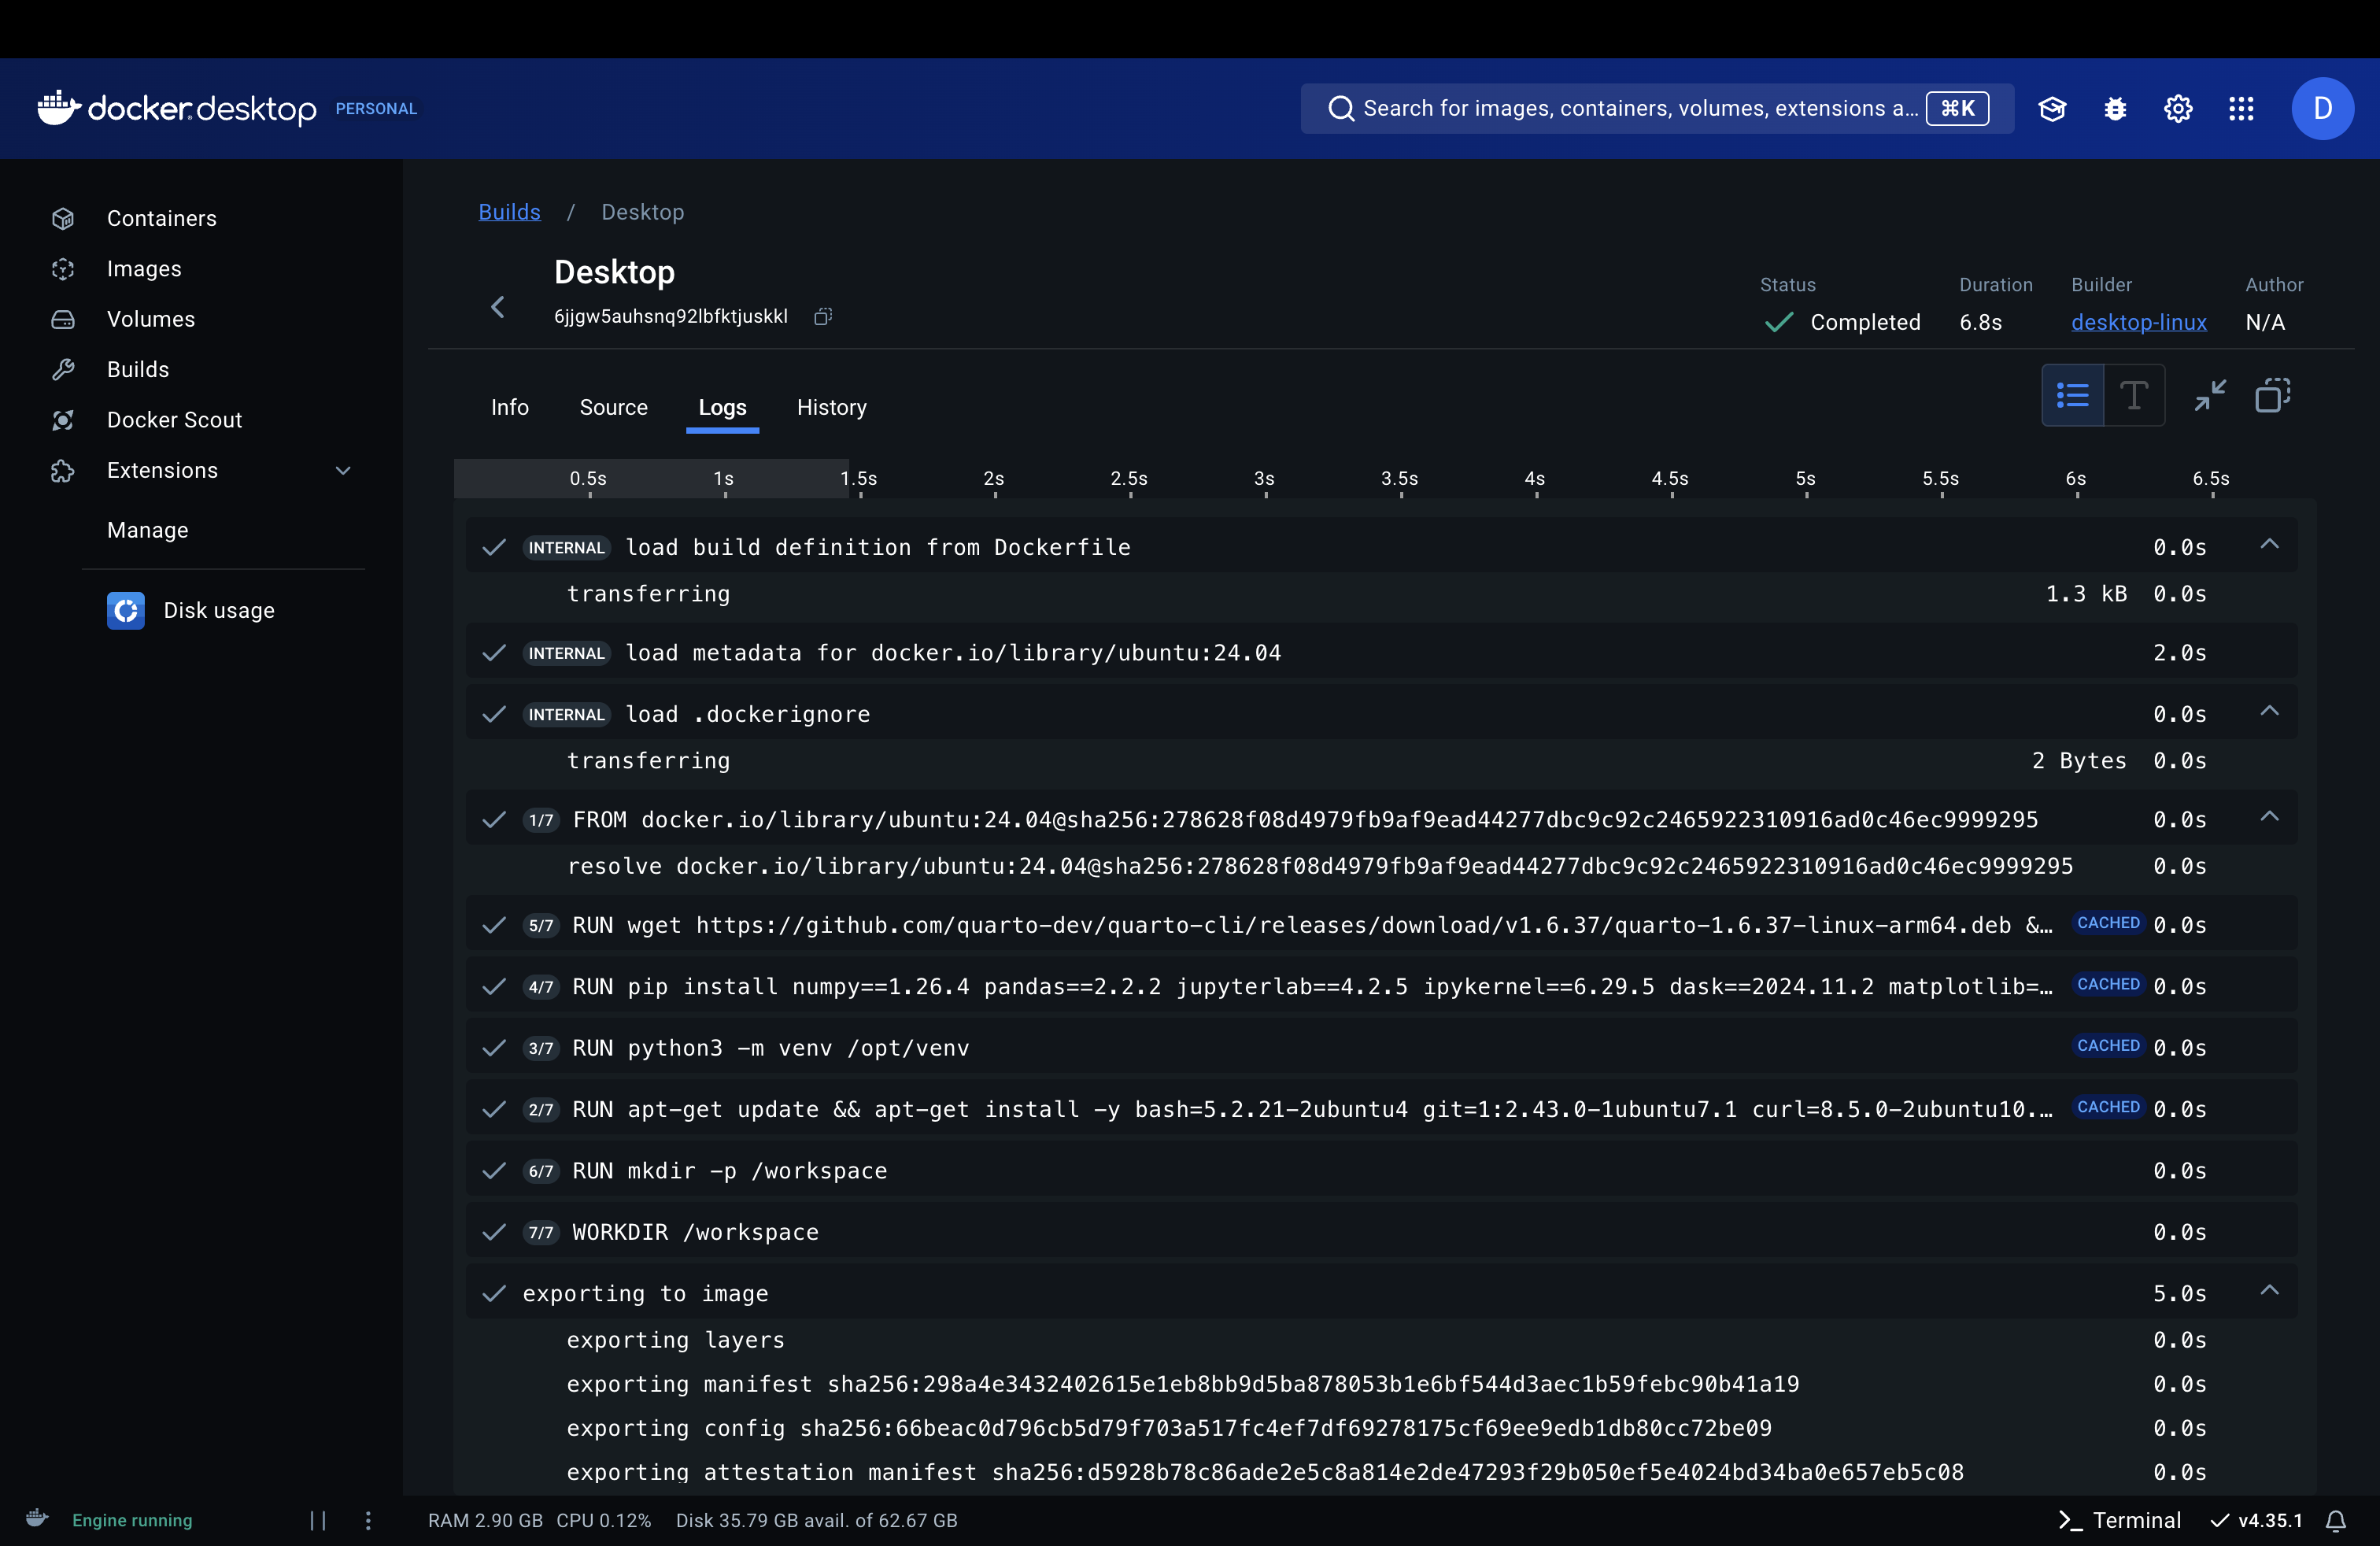 docker.desktop PERSONAL
Search for images, containers, volumes, extensions a... ⌘K
D
Containers
Images
Volumes
Builds
Docker Scout
Extensions
Manage
Disk usage
Builds / Desktop
Desktop
6jjgw5auhsnq92lbfktjuskkl
Status Duration Builder Author
Completed 6.8s desktop-linux N/A
Info Source Logs History
0.5s 1s 1.5s 2s 2.5s 3s 3.5s 4s 4.5s 5s 5.5s 6s 6.5s
INTERNAL load build definition from Dockerfile 0.0s
transferring 1.3 kB 0.0s
INTERNAL load metadata for docker.io/library/ubuntu:24.04 2.0s
INTERNAL load .dockerignore 0.0s
transferring 2 Bytes 0.0s
1/7 FROM docker.io/library/ubuntu:24.04@sha256:278628f08d4979fb9af9ead44277dbc9c92c2465922310916ad0c46ec9999295 0.0s
resolve docker.io/library/ubuntu:24.04@sha256:278628f08d4979fb9af9ead44277dbc9c92c2465922310916ad0c46ec9999295 0.0s
5/7 RUN wget https://github.com/quarto-dev/quarto-cli/releases/download/v1.6.37/quarto-1.6.37-linux-arm64.deb &... CACHED 0.0s
4/7 RUN pip install numpy==1.26.4 pandas==2.2.2 jupyterlab==4.2.5 ipykernel==6.29.5 dask==2024.11.2 matplotlib=... CACHED 0.0s
3/7 RUN python3 -m venv /opt/venv CACHED 0.0s
2/7 RUN apt-get update && apt-get install -y bash=5.2.21-2ubuntu4 git=1:2.43.0-1ubuntu7.1 curl=8.5.0-2ubuntu10.... CACHED 0.0s
6/7 RUN mkdir -p /workspace 0.0s
7/7 WORKDIR /workspace 0.0s
exporting to image 5.0s
exporting layers 0.0s
exporting manifest sha256:298a4e3432402615e1eb8bb9d5ba878053b1e6bf544d3aec1b59febc90b41a19 0.0s
exporting config sha256:66beac0d796cb5d79f703a517fc4ef7df69278175cf69ee9edb1db80cc72be09 0.0s
exporting attestation manifest sha256:d5928b78c86ade2e5c8a814e2de47293f29b050ef5e4024bd34ba0e657eb5c08 0.0s
Engine running RAM 2.90 GB CPU 0.12% Disk 35.79 GB avail. of 62.67 GB Terminal v4.35.1